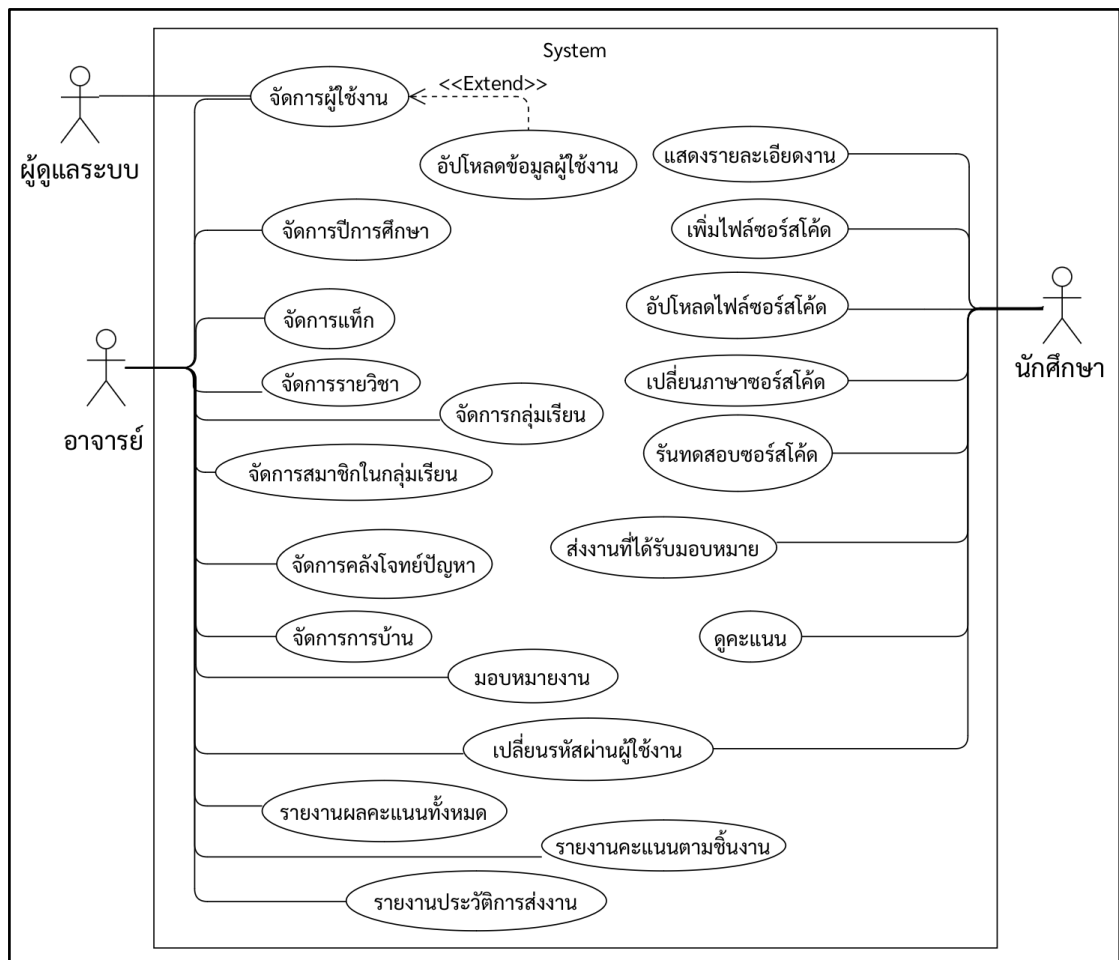 System
<<Extend>>
จัดการผู้ใช้งาน
ผู้ดูแลระบบ
อัปโหลดข้อมูลผู้ใช้งาน
แสดงรายละเอียดงาน
จัดการปีการศึกษา
เพิ่มไฟล์ซอร์สโค้ด
จัดการแท็ก
อัปโหลดไฟล์ซอร์สโค้ด
นักศึกษา
จัดการรายวิชา
เปลี่ยนภาษาซอร์สโค้ด
จัดการกลุ่มเรียน
อาจารย์
รันทดสอบซอร์สโค้ด
จัดการสมาชิกในกลุ่มเรียน
ส่งงานที่ได้รับมอบหมาย
จัดการคลังโจทย์ปัญหา
จัดการการบ้าน
ดูคะแนน
มอบหมายงาน
เปลี่ยนรหัสผ่านผู้ใช้งาน
รายงานผลคะแนนทั้งหมด
รายงานคะแนนตามชิ้นงาน
รายงานประวัติการส่งงาน